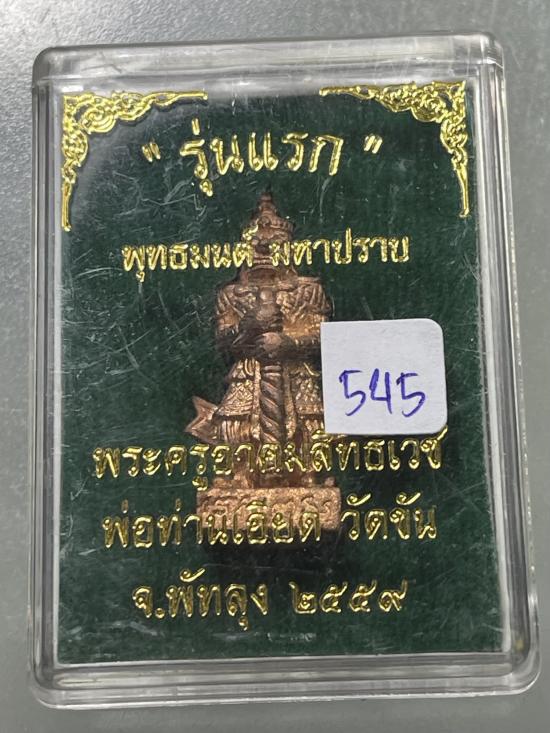 " รุ่นแรก "
พุทธมนต์ มหาปราบ
545
พระครูอาคมสิทธิเวช
พ่อท่านเอียด วัดขัน
จ.พัทลุง ๒๕๕๙